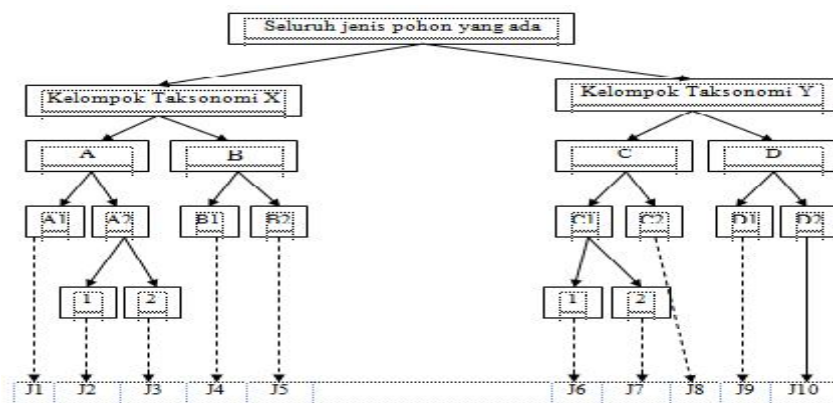 Seluruh jenis pohon yang ada
Kelompok Taksonomi X
Kelompok Taksonomi Y
A
B
C
D
A1
A2
B1
B2
C1
C2
D1
D2
1
2
1
2
J1
J2
J3
J4
J5
J6
J7
J8
J9
J10